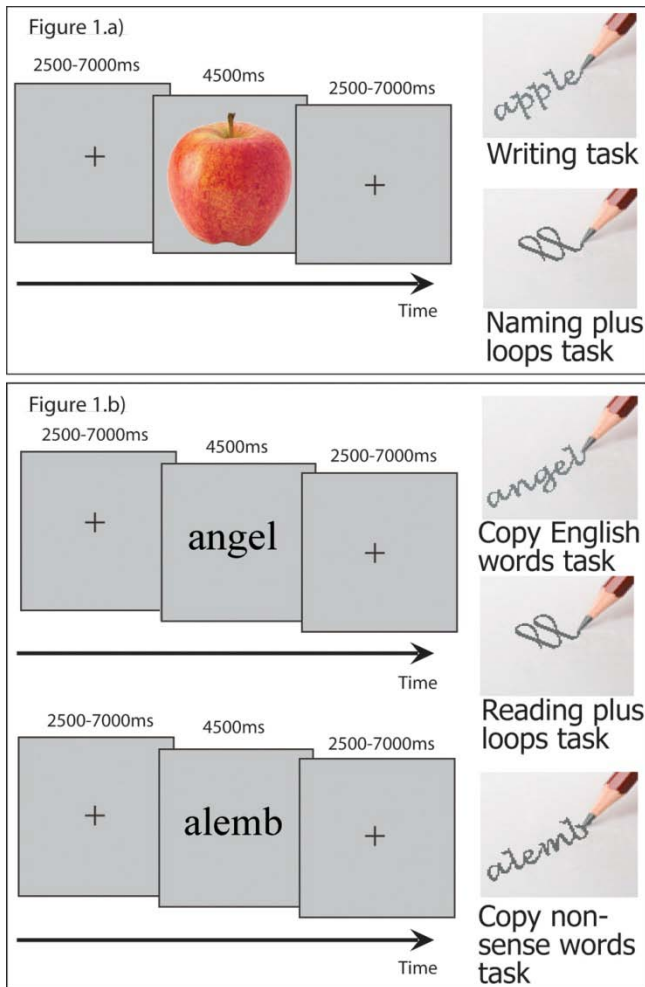 Figure 1.a)
2500-7000ms
4500ms
2500-7000ms
+
+
Time
apple
Writing task
Naming plus
loops task
Figure 1.b)
2500-7000ms
4500ms
2500-7000ms
+
angel
+
Time
angel
Copy English
words task
Reading plus
loops task
2500-7000ms
4500ms
2500-7000ms
+
alemb
+
Time
alemb
Copy non-
sense words
task